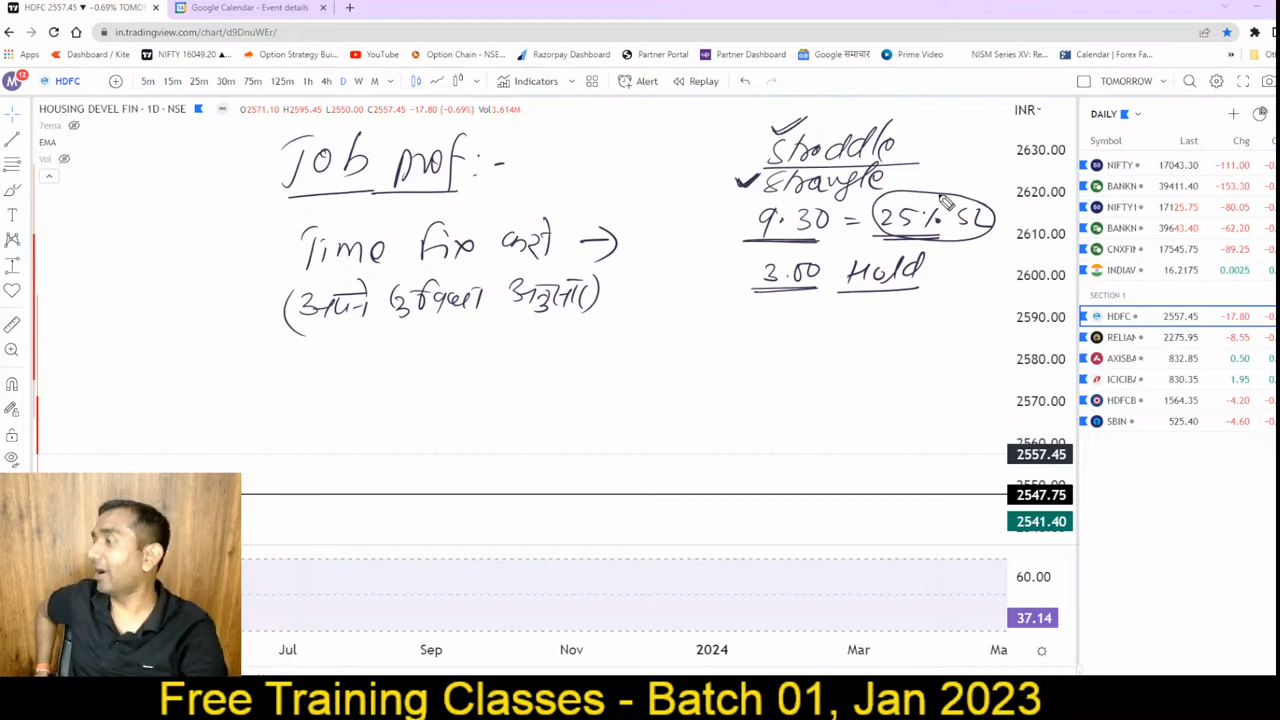 HDFC 2557.45 ▼ −0.69% TOMO
Google Calendar - Event details
in.tradingview.com/chart/d9DnuWEr/
Apps
Dashboard / Kite
NIFTY 16049.20 ▲
Option Strategy Bu
YouTube
Option Chain - NSE
Razorpay Dashboard
Partner Portal
Partner Dashboard
Google समाचार
Prime Video
NISM Series XV: Re
Calendar | Forex Fa
M 12
HDFC
5m 15m 25m 30m 75m 125m 1h 4h D W M
Indicators
Alert
Replay
TOMORROW
HOUSING DEVEL FIN · 1D · NSE
O2571.10 H2595.45 L2550.00 C2557.45 -17.80 (-0.69%) Vol3.614M
7ema
EMA
Vol
Job prof :-
Time fix करो →
(अपने अनुसार)
Straddle
Strangle
9.30 = 25% SL
3.00 Hold
INR
2630.00
2620.00
2610.00
2600.00
2590.00
2580.00
2570.00
2560.00
2557.45
2547.75
2541.40
60.00
37.14
Jul Sep Nov 2024 Mar Ma
DAILY
Symbol Last Chg
NIFTY 17043.30 -111.00
BANKN 39411.40 -153.30
NIFTY1 17125.75 -80.05
BANKN 39643.40 -62.20
CNXFIN 17545.75 -89.25
INDIAV 16.2175 0.0025
SECTION 1
HDFC 2557.45 -17.80
RELIAN 2275.95 -8.55
AXISBA 832.85 0.50
ICICIBA 830.35 1.95
HDFCB 1564.35 -4.20
SBIN 525.40 -4.60
Free Training Classes - Batch 01, Jan 2023